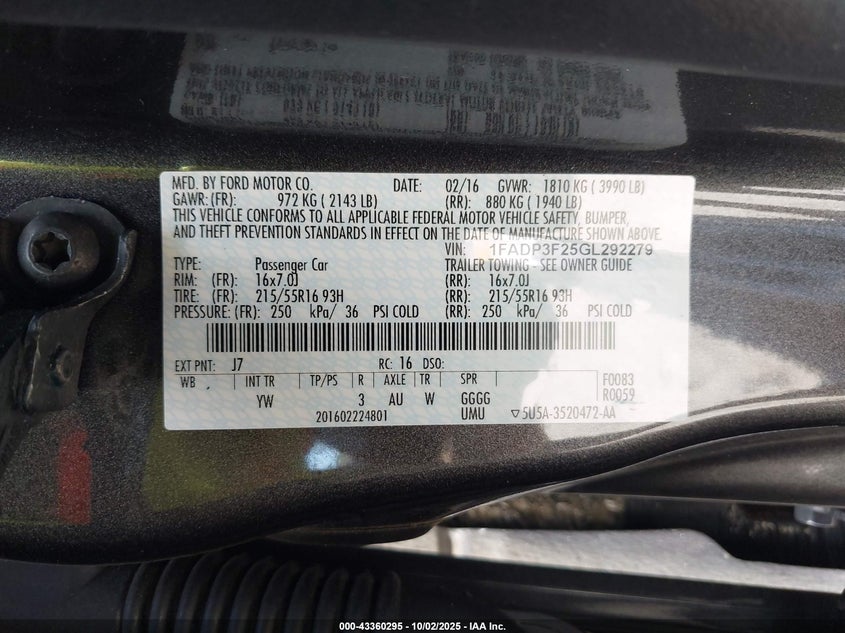 MFD. BY FORD MOTOR CO. DATE: 02/16 GVWR: 1810 KG ( 3990 LB)
GAWR: (FR): 972 KG ( 2143 LB) (RR): 880 KG ( 1940 LB)
THIS VEHICLE CONFORMS TO ALL APPLICABLE FEDERAL MOTOR VEHICLE SAFETY, BUMPER,
AND THEFT PREVENTION STANDARDS IN EFFECT ON THE DATE OF MANUFACTURE SHOWN ABOVE.
VIN: 1FADP3F25GL292279
TYPE: Passenger Car TRAILER TOWING - SEE OWNER GUIDE
RIM: (FR): 16x7.0J (RR): 16x7.0J
TIRE: (FR): 215/55R16 93H (RR): 215/55R16 93H
PRESSURE: (FR): 250 kPa/ 36 PSI COLD (RR): 250 kPa/ 36 PSI COLD
EXT PNT: J7 RC: 16 DSO:
WB INT TR TP/PS R AXLE TR SPR F0083
YW 3 AU W GGGG R0059
201602224801 UMU ▽5U5A-3520472-AA
000-43360295 - 10/02/2025 - IAA Inc.